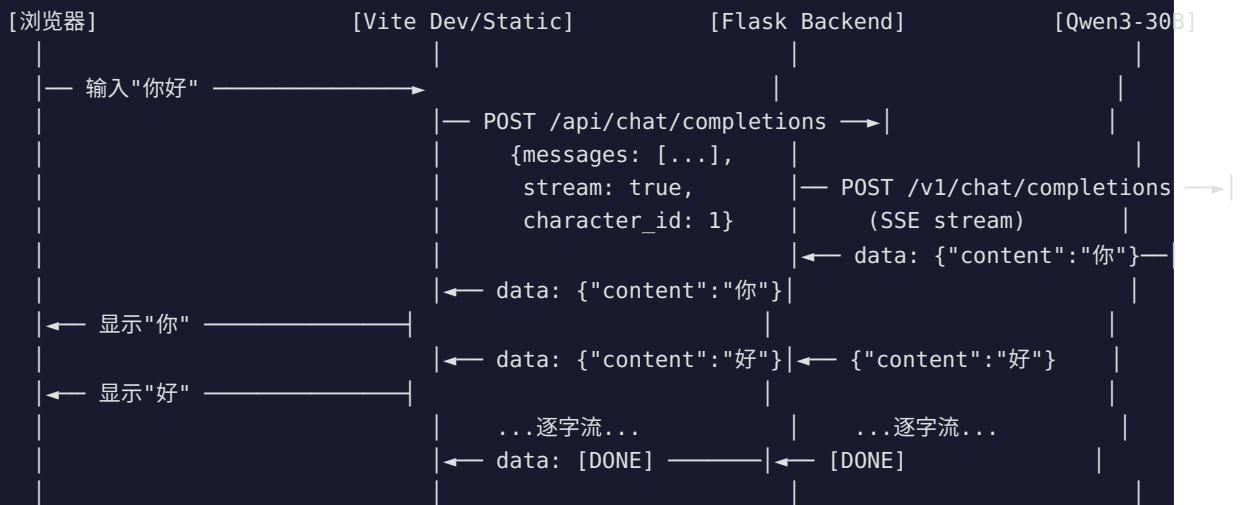 [浏览器] [Vite Dev/Static] [Flask Backend] [Qwen3-30B]
输入"你好"
POST /api/chat/completions
{messages: [...],
stream: true, POST /v1/chat/completions
character_id: 1} (SSE stream)
data: {"content":"你"}
data: {"content":"你"}
显示"你"
data: {"content":"好"} {"content":"好"}
显示"好"
...逐字流... ...逐字流...
data: [DONE] [DONE]